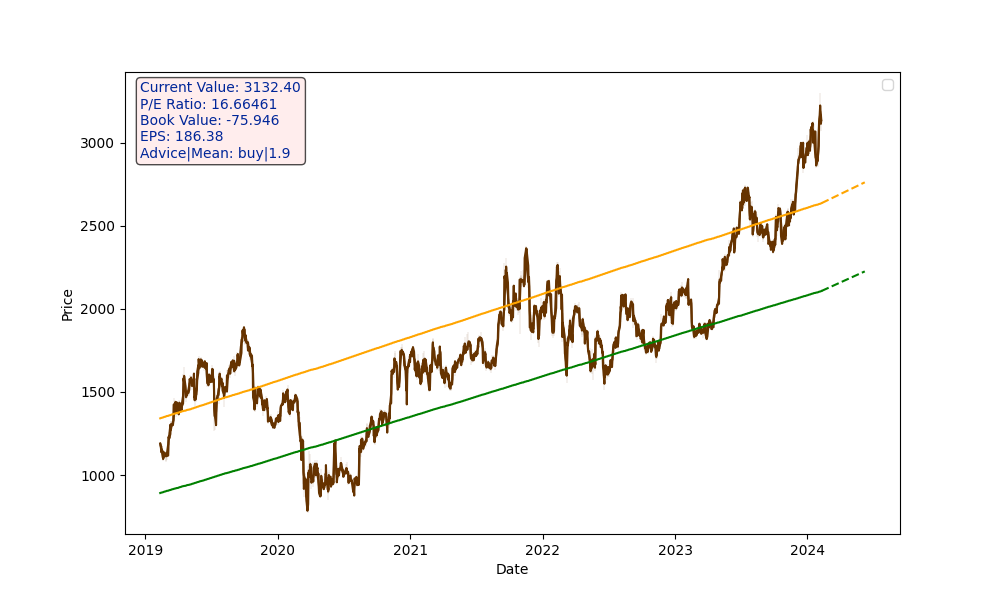 Current Value: 3132.40
P/E Ratio: 16.66461
Book Value: -75.946
EPS: 186.38
Advice|Mean: buy|1.9
3000
2500
2000
1500
1000
Price
2019 2020 2021 2022 2023 2024
Date